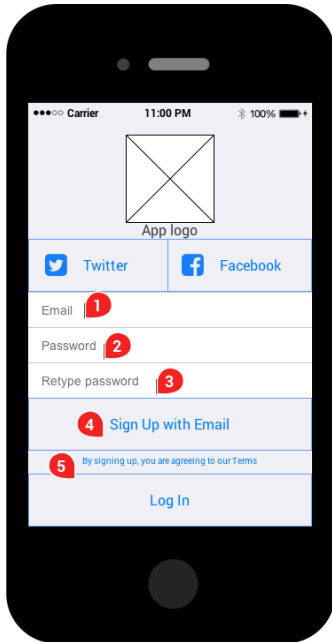 Carrier 11:00 PM 100%
App logo
Twitter Facebook
Email 1
Password 2
Retype password 3
4 Sign Up with Email
5 By signing up, you are agreeing to our Terms
Log In